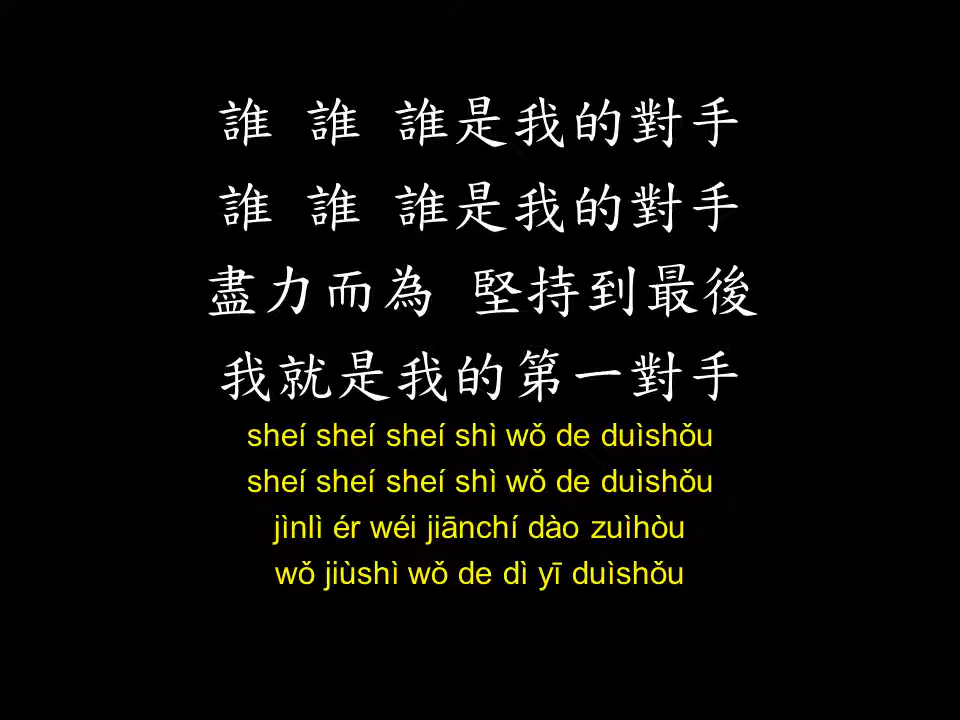 誰 誰 誰是我的對手
誰 誰 誰是我的對手
盡力而為 堅持到最後
我就是我的第一對手
sheí sheí sheí shì wǒ de duìshǒu
sheí sheí sheí shì wǒ de duìshǒu
jìnlì ér wéi jiānchí dào zuìhòu
wǒ jiùshì wǒ de dì yī duìshǒu